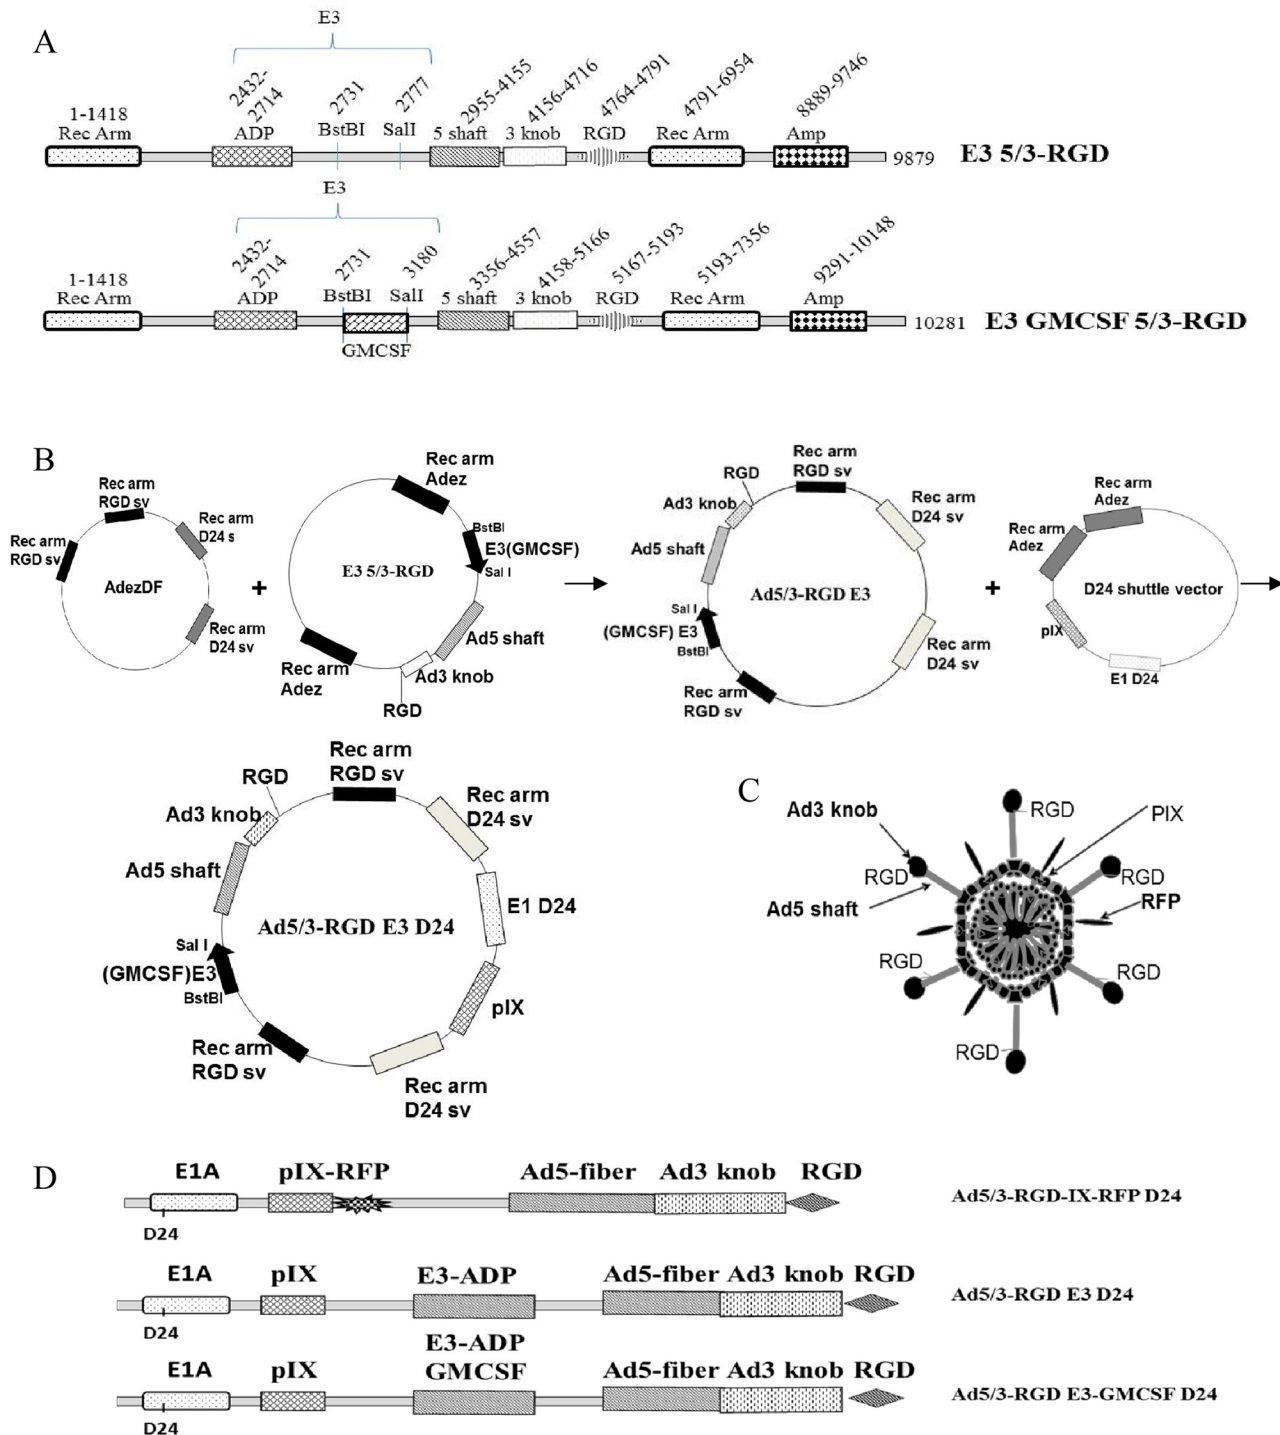 A
E3
2432-
2714
2731
2777
2955-4155
4156-4716
4764-4791
4791-6954
8889-9746
1-1418
Rec Arm
ADP
BstBI
SalI
5 shaft
3 knob
RGD
Rec Arm
Amp
9879
E3 5/3-RGD
E3
2432-
2714
2731
3180
3356-4557
4158-5166
5167-5193
5193-7356
9291-10148
1-1418
Rec Arm
ADP
BstBI
SalI
5 shaft
3 knob
RGD
Rec Arm
Amp
10281
E3 GMCSF 5/3-RGD
GMCSF
B
Rec arm
RGD sv
Rec arm
D24 s
Rec arm
RGD sv
AdezDF
Rec arm
D24 sv
+
Rec arm
Adez
BstBI
E3(GMCSF)
Sal I
E3 5/3-RGD
Ad5 shaft
Ad3 knob
Rec arm
Adez
RGD
Rec arm
RGD sv
RGD
Ad3 knob
Rec arm
D24 sv
Ad5 shaft
Ad5/3-RGD E3
Sal I
(GMCSF) E3
BstBI
Rec arm
D24 sv
Rec arm
RGD sv
+
Rec arm
Adez
Rec arm
Adez
D24 shuttle vector
pIX
E1 D24
Rec arm
RGD sv
RGD
Ad3 knob
Rec arm
D24 sv
Ad5 shaft
E1 D24
Ad5/3-RGD E3 D24
Sal I
(GMCSF)E3
BstBI
pIX
Rec arm
RGD sv
Rec arm
D24 sv
C
Ad3 knob
RGD
PIX
RGD
RGD
Ad5 shaft
RFP
RGD
RGD
RGD
D
E1A
pIX-RFP
Ad5-fiber
Ad3 knob
RGD
Ad5/3-RGD-IX-RFP D24
D24
E1A
pIX
E3-ADP
Ad5-fiber
Ad3 knob
RGD
Ad5/3-RGD E3 D24
D24
E3-ADP
GMCSF
E1A
pIX
Ad5-fiber
Ad3 knob
RGD
Ad5/3-RGD E3-GMCSF D24
D24